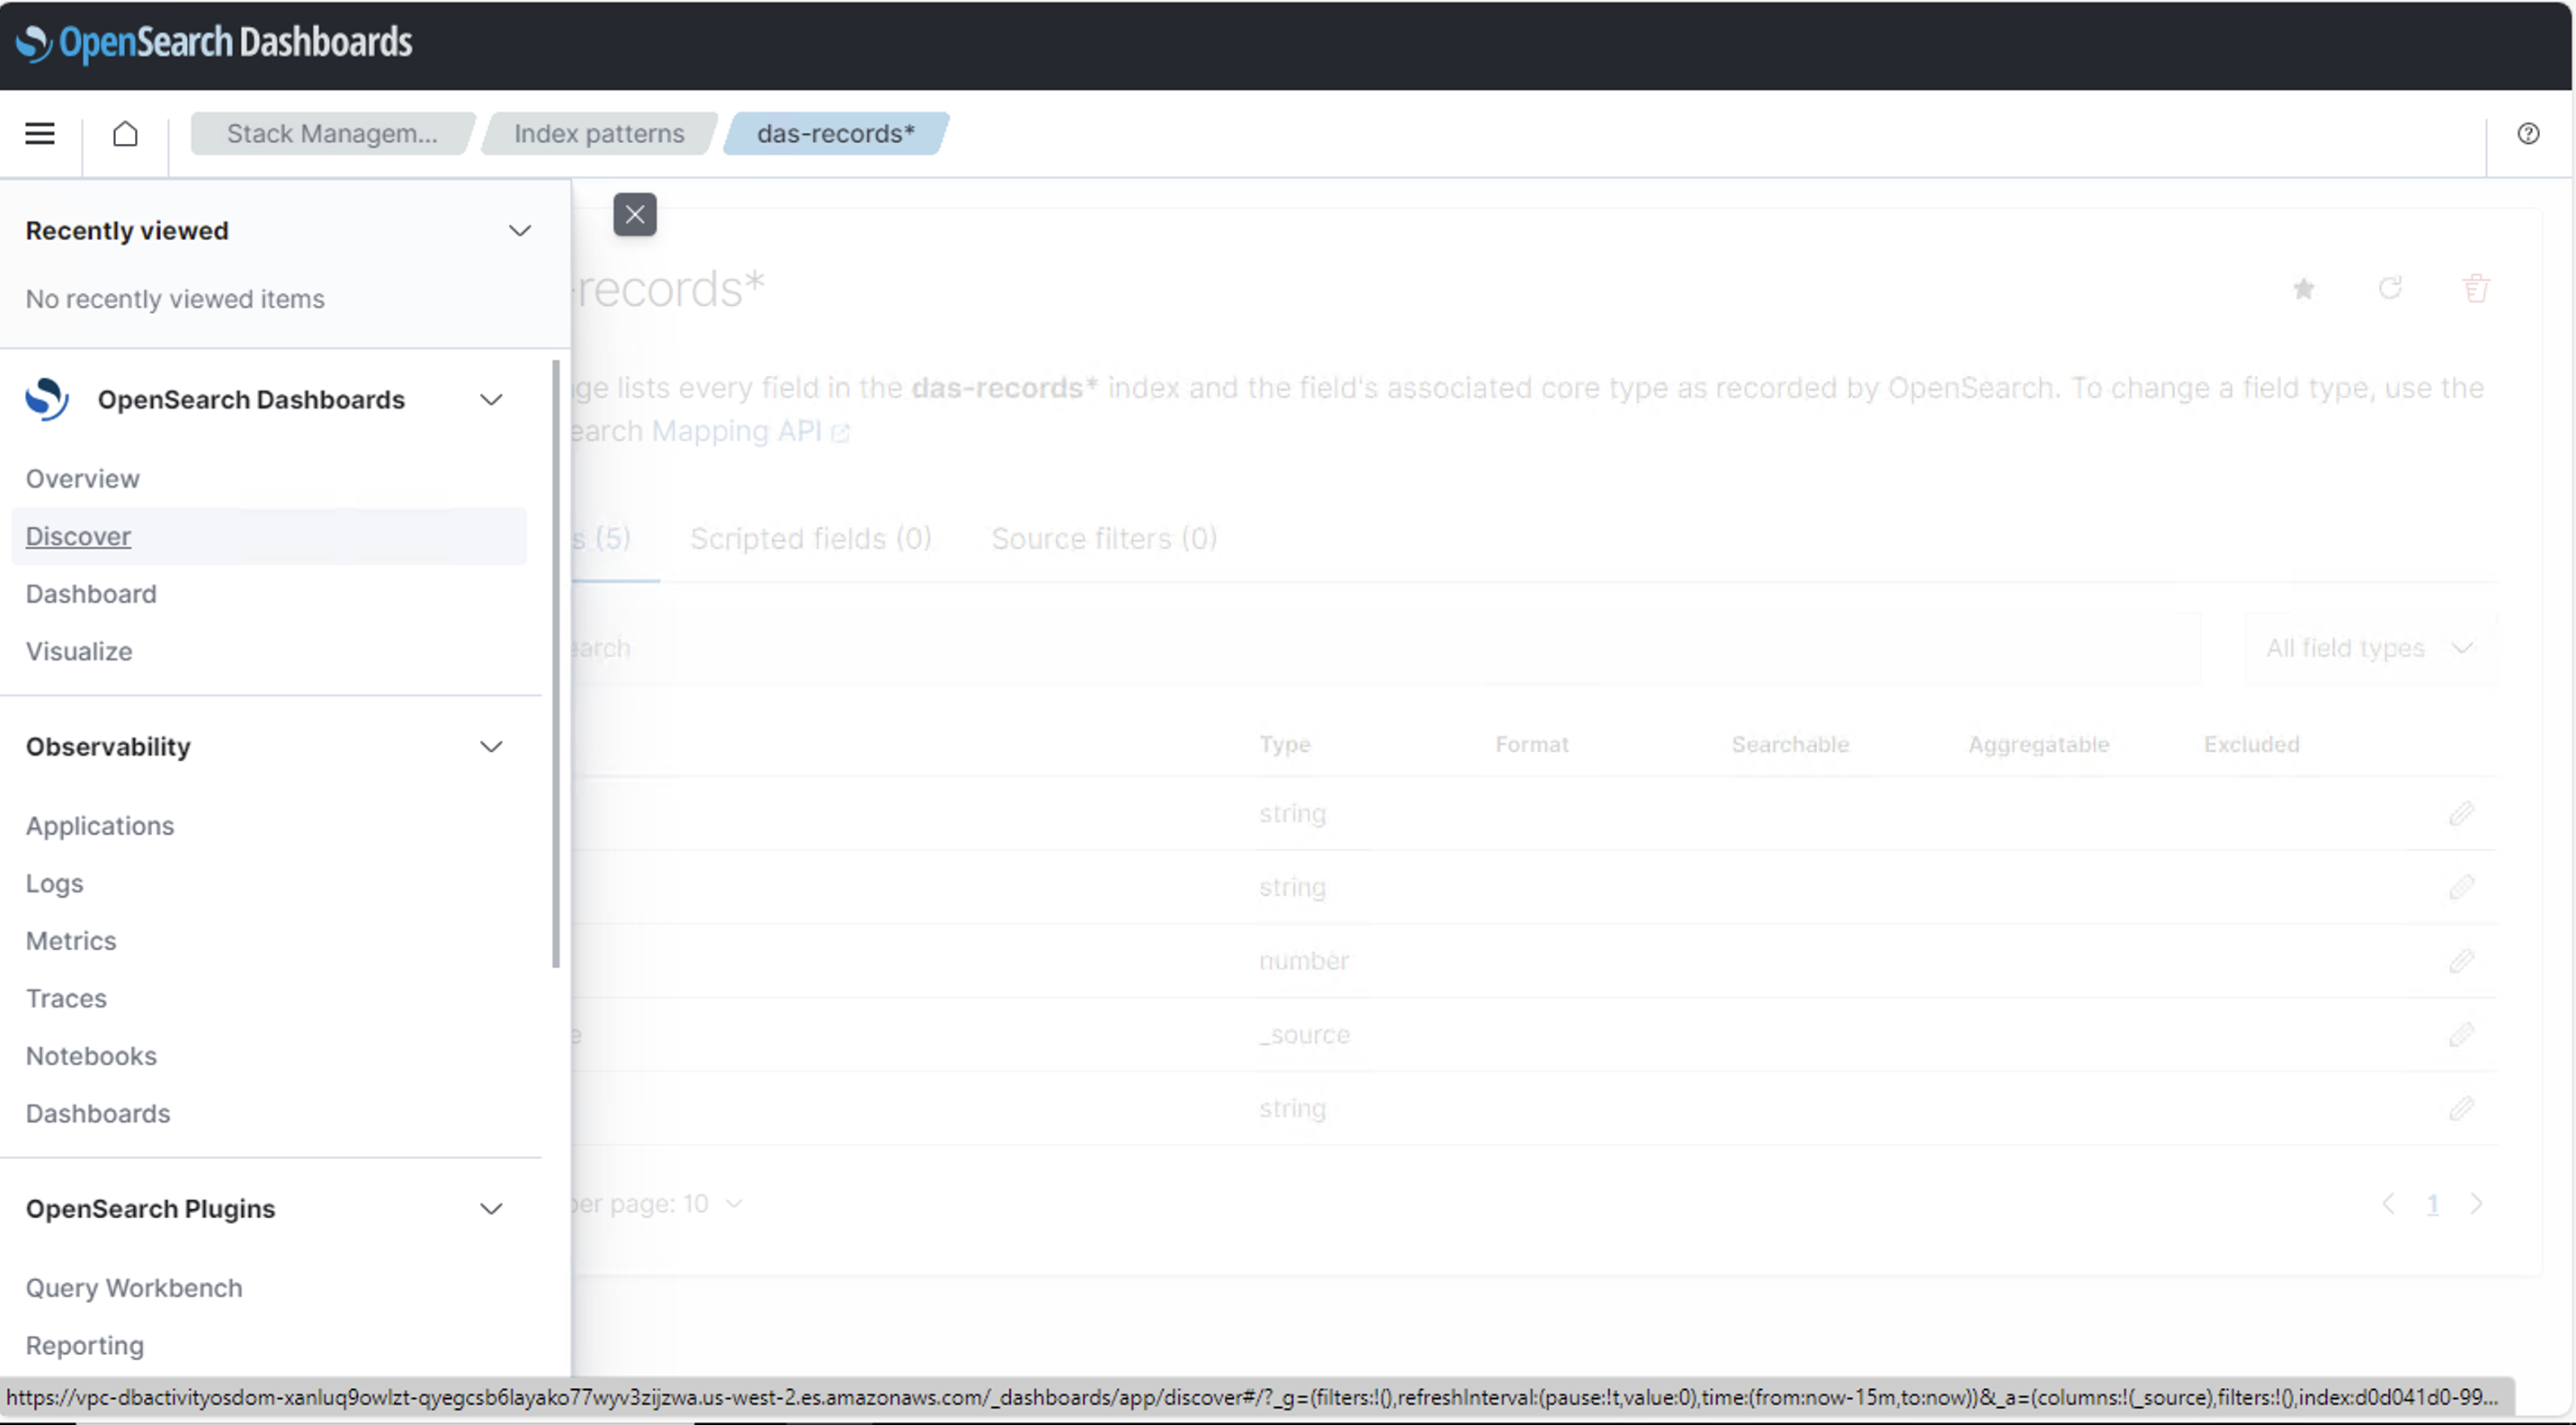 OpenSearch Dashboards
Stack Managem... Index patterns das-records*
Recently viewed
No recently viewed items
OpenSearch Dashboards
Overview
Discover
Dashboard
Visualize
Observability
Applications
Logs
Metrics
Traces
Notebooks
Dashboards
OpenSearch Plugins
Query Workbench
Reporting
-records*
ge lists every field in the das-records* index and the field's associated core type as recorded by OpenSearch. To change a field type, use the
earch Mapping API
s (5) Scripted fields (0) Source filters (0)
earch All field types
Type Format Searchable Aggregatable Excluded
string
string
number
e _source
string
per page: 10 1
https://vpc-dbactivityosdom-xanluq9owlzt-qyegcsb6layako77wyv3zijzwa.us-west-2.es.amazonaws.com/_dashboards/app/discover#/?_g=(filters:!(),refreshInterval:(pause:!t,value:0),time:(from:now-15m,to:now))&_a=(columns:!(_source),filters:!(),index:d0d041d0-99...